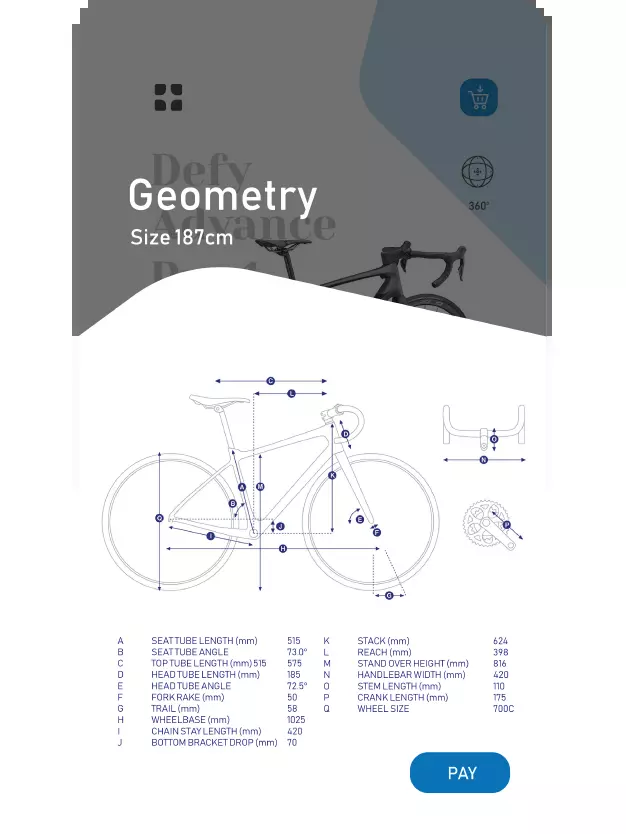 Defy
Geometry
Advance
Size 187cm
360°
C
L
D
O
N
K
A
M
B
Q
E
J
F
P
I
H
G
A SEAT TUBE LENGTH (mm) 515
B SEAT TUBE ANGLE 73.0°
C TOP TUBE LENGTH (mm) 515 575
D HEAD TUBE LENGTH (mm) 185
E HEAD TUBE ANGLE 72.5°
F FORK RAKE (mm) 50
G TRAIL (mm) 58
H WHEELBASE (mm) 1025
I CHAIN STAY LENGTH (mm) 420
J BOTTOM BRACKET DROP (mm) 70
K STACK (mm) 624
L REACH (mm) 398
M STAND OVER HEIGHT (mm) 816
N HANDLEBAR WIDTH (mm) 420
O STEM LENGTH (mm) 110
P CRANK LENGTH (mm) 175
Q WHEEL SIZE 700C
PAY